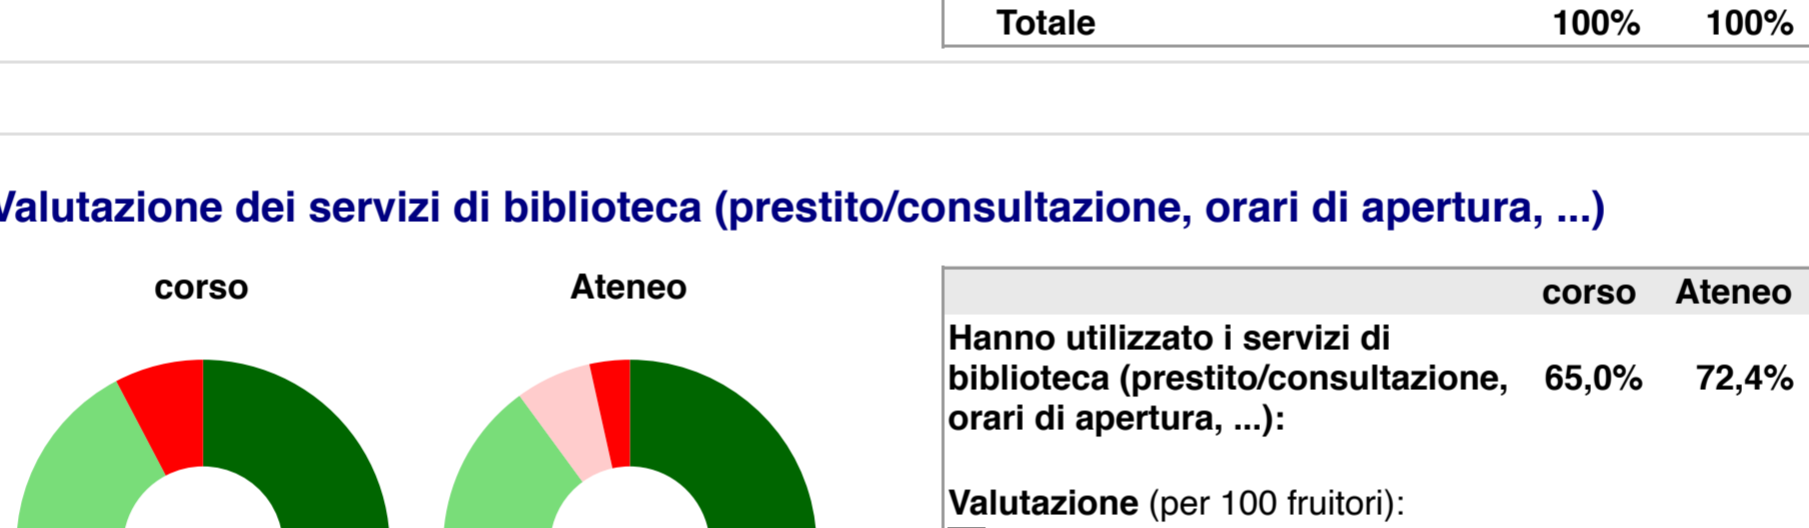 Totale 100% 100%
Valutazione dei servizi di biblioteca (prestito/consultazione, orari di apertura, ...)
corso Ateneo
corso Ateneo
Hanno utilizzato i servizi di
biblioteca (prestito/consultazione, 65,0% 72,4%
orari di apertura, ...):
Valutazione (per 100 fruitori):